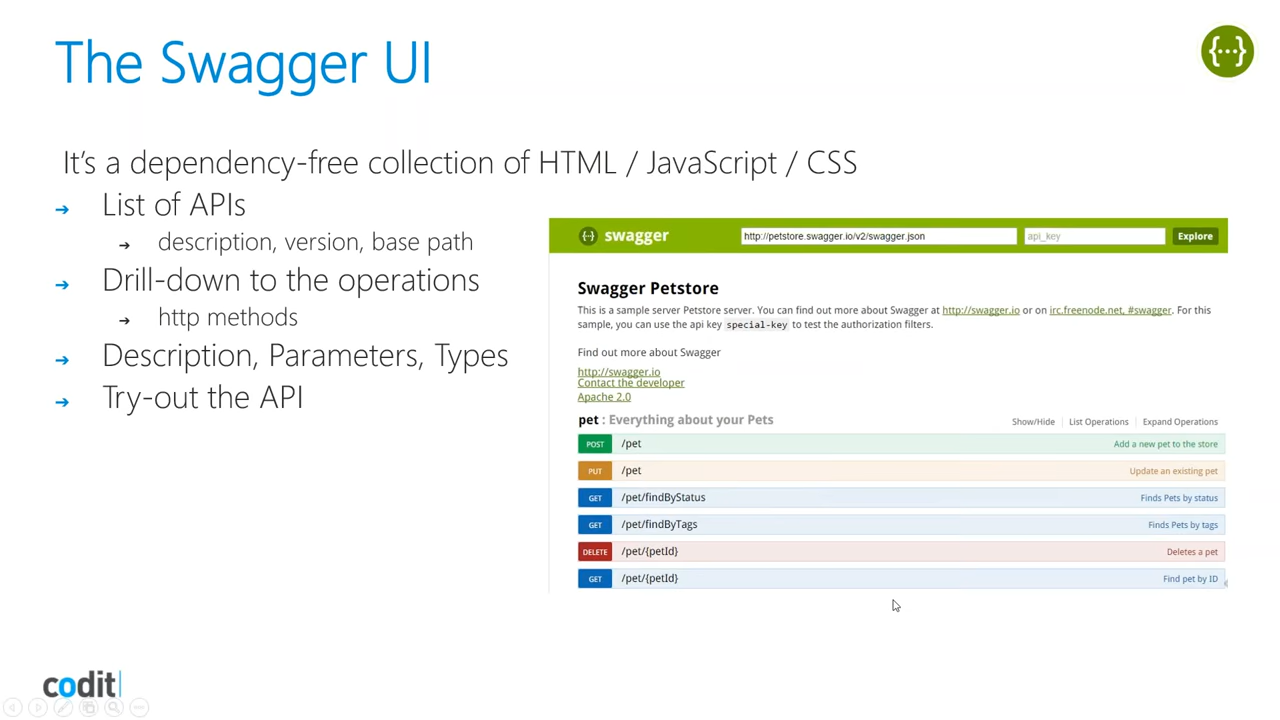 The Swagger UI
{···}
It's a dependency-free collection of HTML / JavaScript / CSS
➔ List of APIs
➔ description, version, base path
➔ Drill-down to the operations
➔ http methods
➔ Description, Parameters, Types
➔ Try-out the API
{··} swagger http://petstore.swagger.io/v2/swagger.json api_key Explore
Swagger Petstore
This is a sample server Petstore server. You can find out more about Swagger at http://swagger.io or on irc.freenode.net, #swagger. For this
sample, you can use the api key special-key to test the authorization filters.
Find out more about Swagger
http://swagger.io
Contact the developer
Apache 2.0
pet : Everything about your Pets Show/Hide List Operations Expand Operations
POST /pet Add a new pet to the store
PUT /pet Update an existing pet
GET /pet/findByStatus Finds Pets by status
GET /pet/findByTags Finds Pets by tags
DELETE /pet/{petId} Deletes a pet
GET /pet/{petId} Find pet by ID
codit